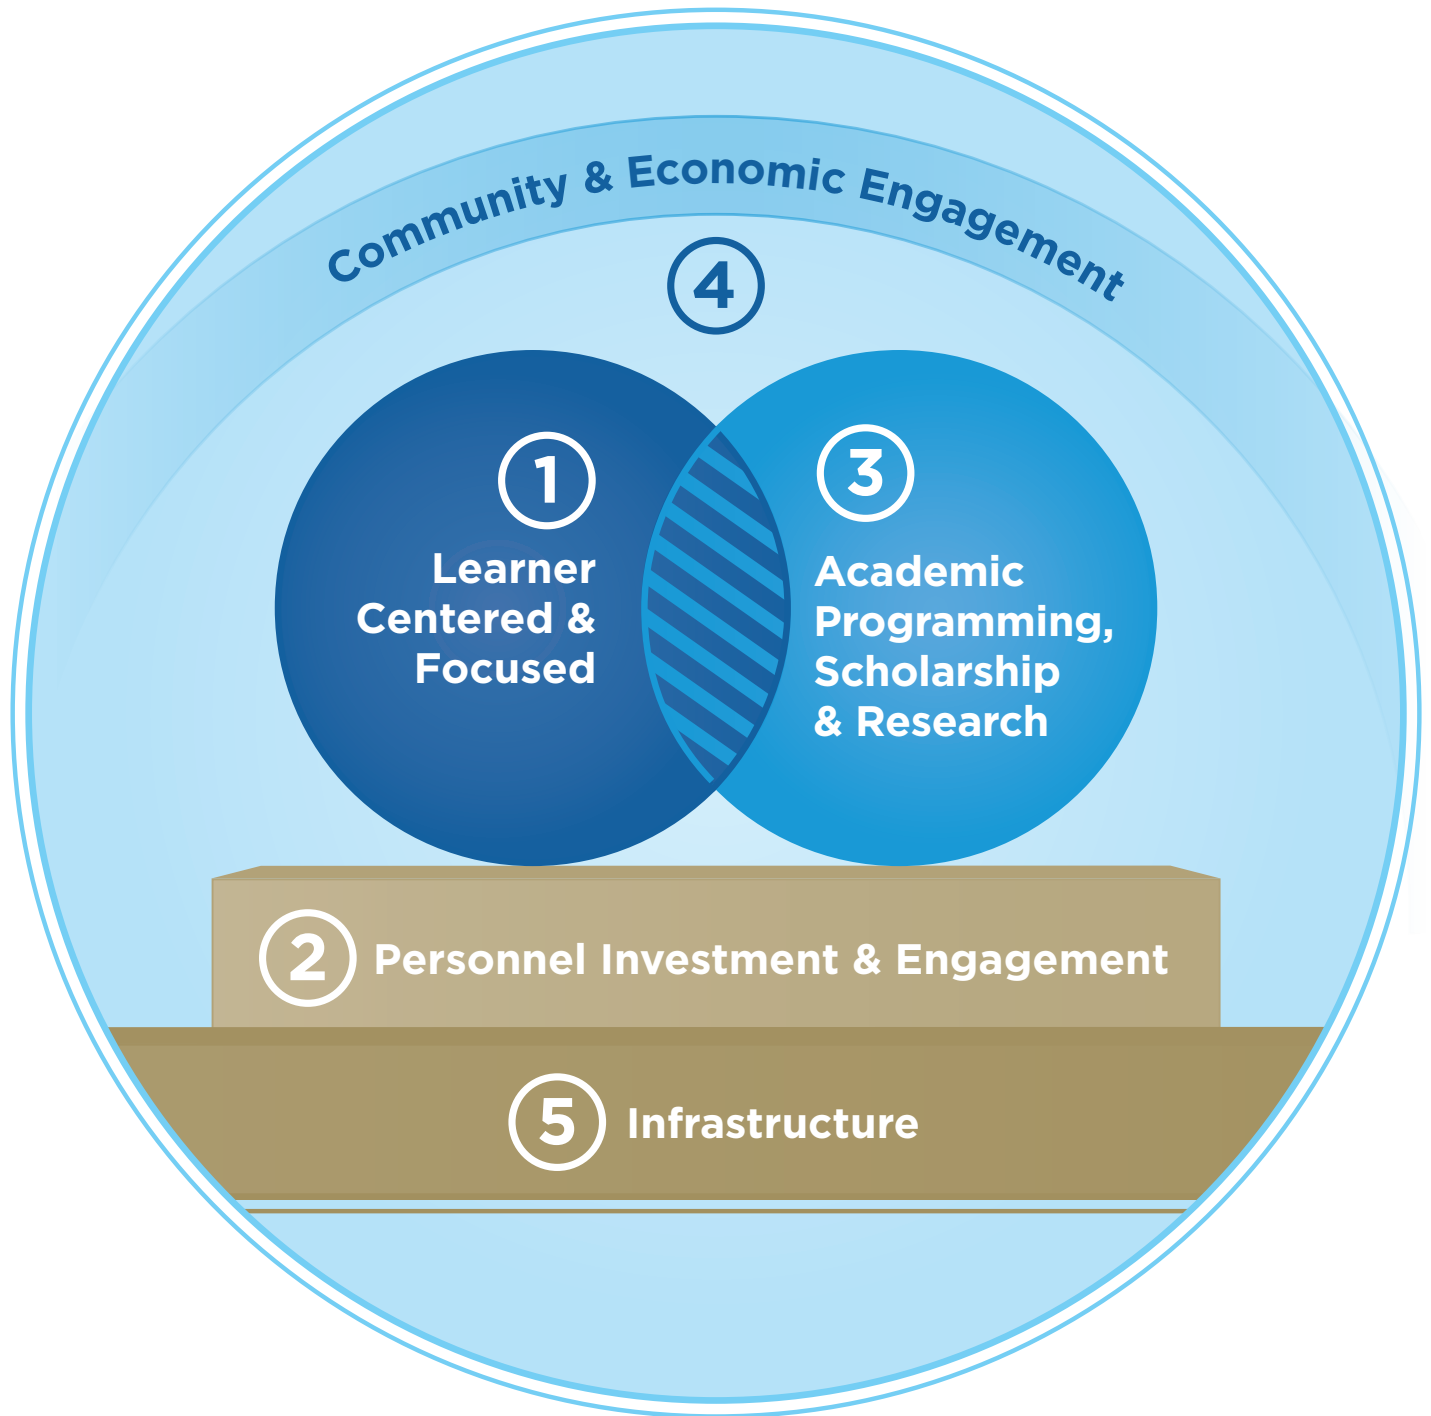 Community & Economic Engagement
4
1
Learner
Centered &
Focused
3
Academic
Programming,
Scholarship
& Research
2 Personnel Investment & Engagement
5 Infrastructure